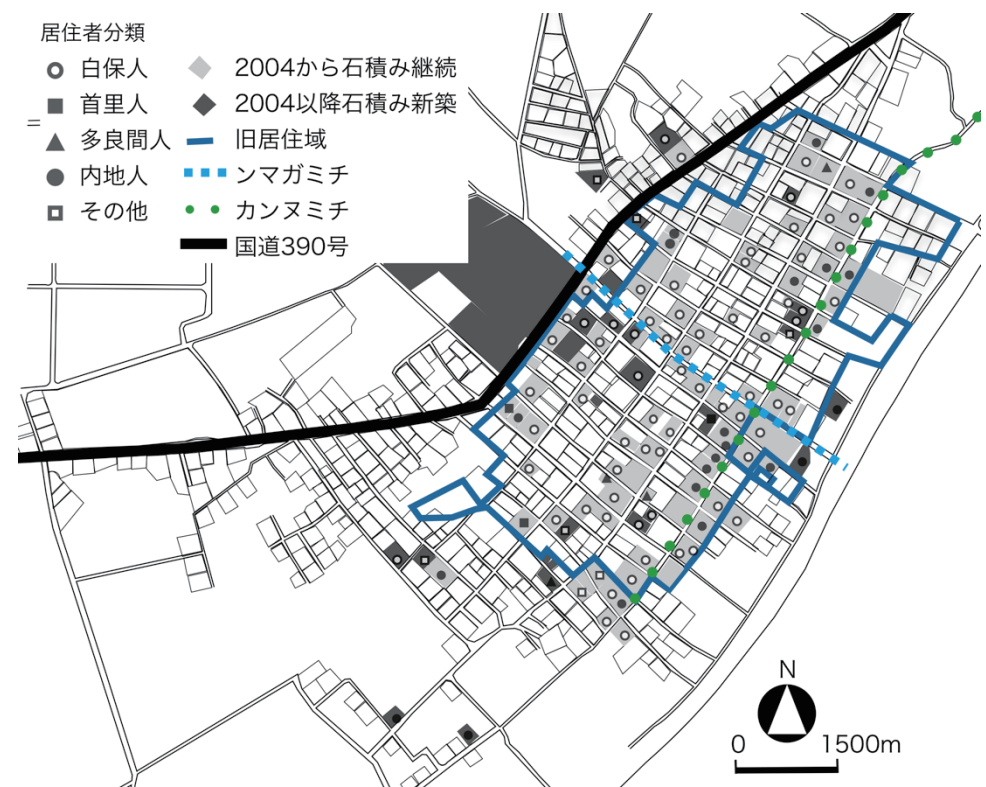 居住者分類
白保人
首里人
多良間人
内地人
その他
2004から石積み継続
2004以降石積み新築
旧居住域
ンマガミチ
カンヌミチ
国道390号
N
0 1500m